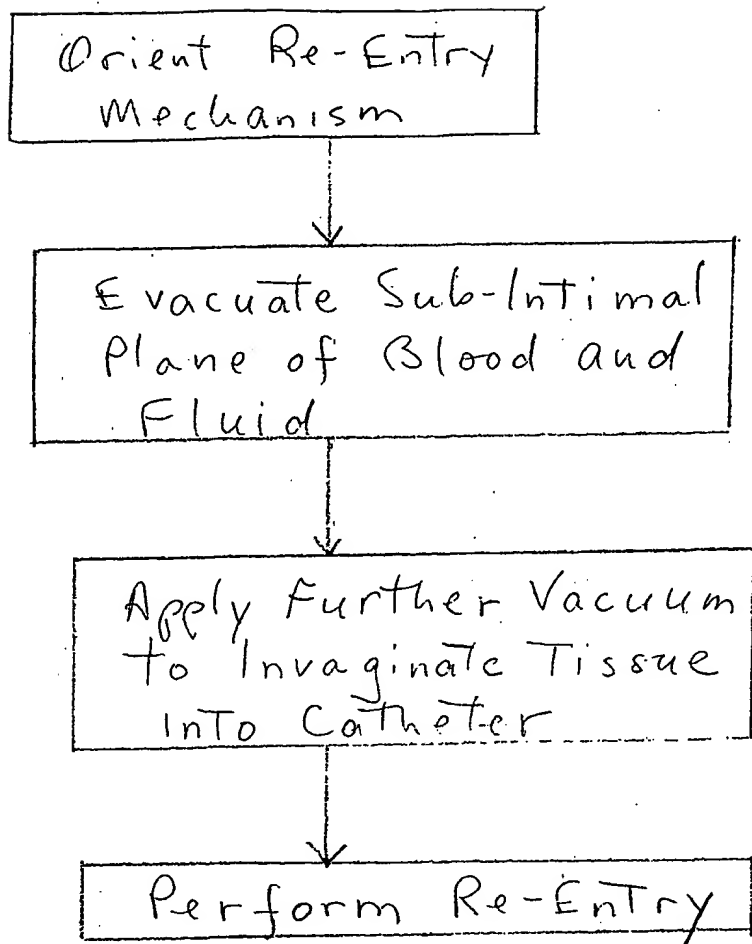 Orient Re-Entry
Mechanism
Evacuate Sub-Intimal
Plane of Blood and
Fluid
Apply Further Vacuum
to Invaginate Tissue
Into Catheter
Perform Re-Entry